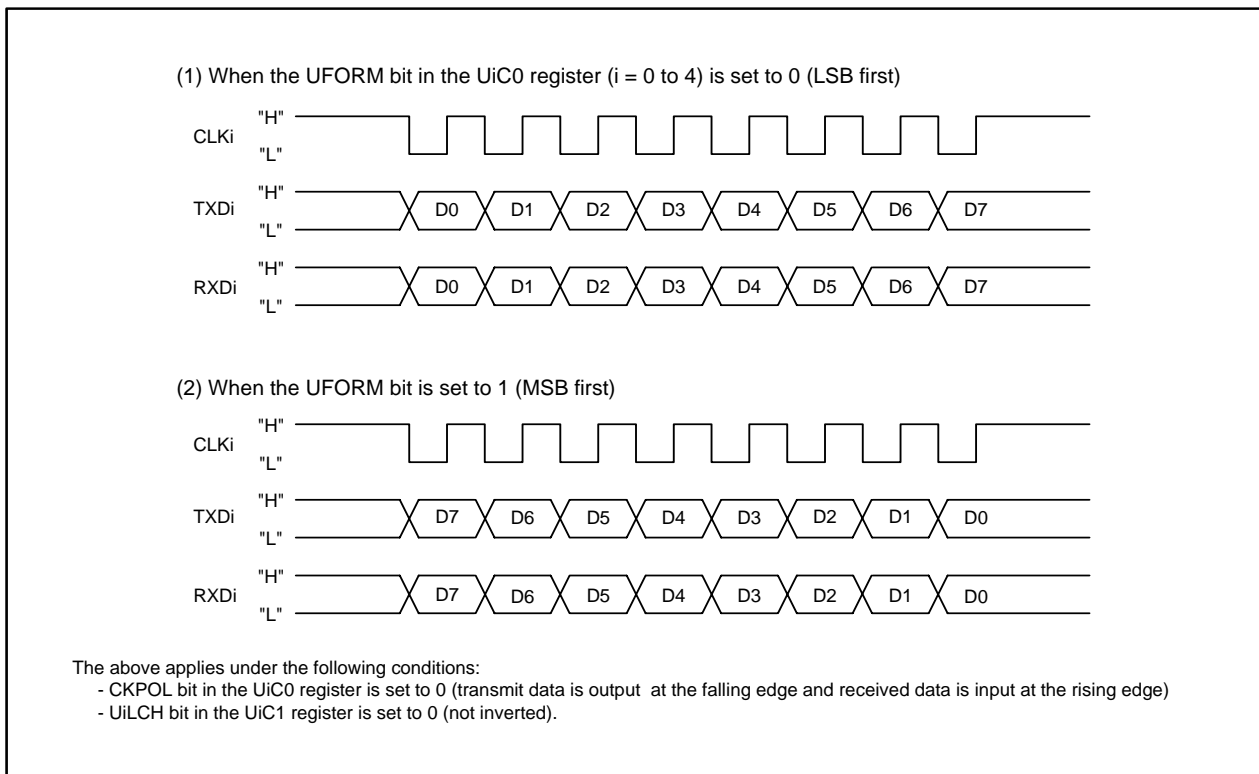 (1) When the UFORM bit in the UiC0 register (i = 0 to 4) is set to 0 (LSB first)
"H"
CLKi
"L"
"H"
TXDi D0 D1 D2 D3 D4 D5 D6 D7
"L"
"H"
RXDi D0 D1 D2 D3 D4 D5 D6 D7
"L"
(2) When the UFORM bit is set to 1 (MSB first)
"H"
CLKi
"L"
"H"
TXDi D7 D6 D5 D4 D3 D2 D1 D0
"L"
"H"
RXDi D7 D6 D5 D4 D3 D2 D1 D0
"L"
The above applies under the following conditions:
- CKPOL bit in the UiC0 register is set to 0 (transmit data is output at the falling edge and received data is input at the rising edge)
- UiLCH bit in the UiC1 register is set to 0 (not inverted).